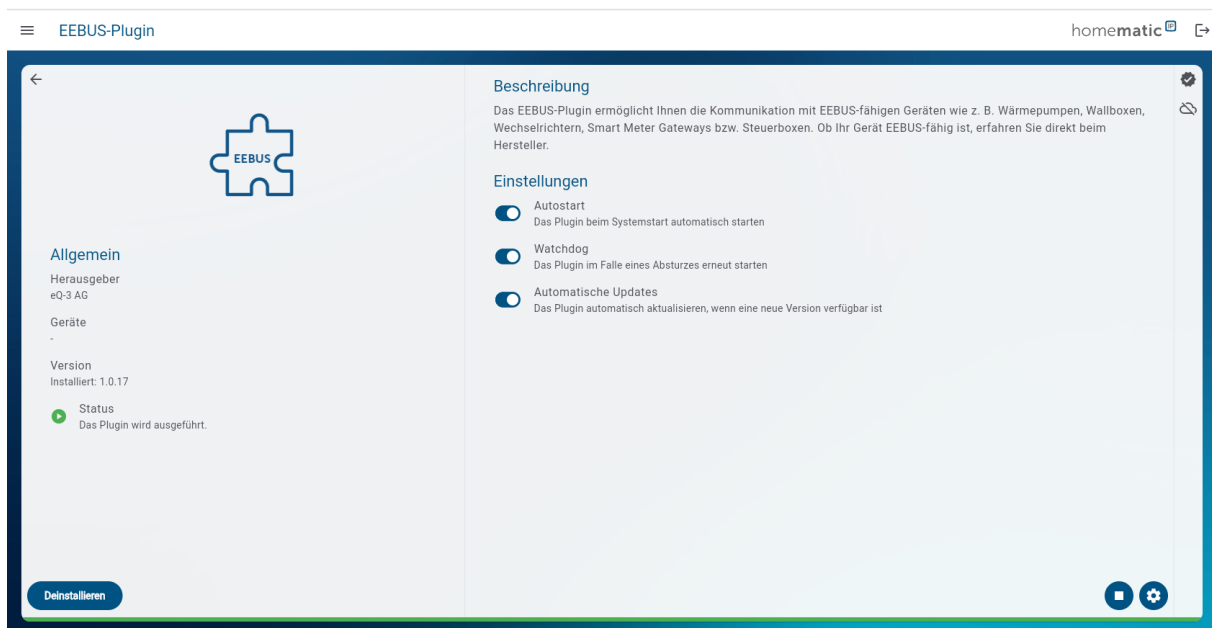 EEBUS-Plugin
homematic IP
EEBUS
Allgemein
Herausgeber
eQ-3 AG
Geräte
-
Version
Installiert: 1.0.17
Status
Das Plugin wird ausgeführt.
Deinstallieren
Beschreibung
Das EEBUS-Plugin ermöglicht Ihnen die Kommunikation mit EEBUS-fähigen Geräten wie z. B. Wärmepumpen, Wallboxen,
Wechselrichtern, Smart Meter Gateways bzw. Steuerboxen. Ob Ihr Gerät EEBUS-fähig ist, erfahren Sie direkt beim
Hersteller.
Einstellungen
Autostart
Das Plugin beim Systemstart automatisch starten
Watchdog
Das Plugin im Falle eines Absturzes erneut starten
Automatische Updates
Das Plugin automatisch aktualisieren, wenn eine neue Version verfügbar ist